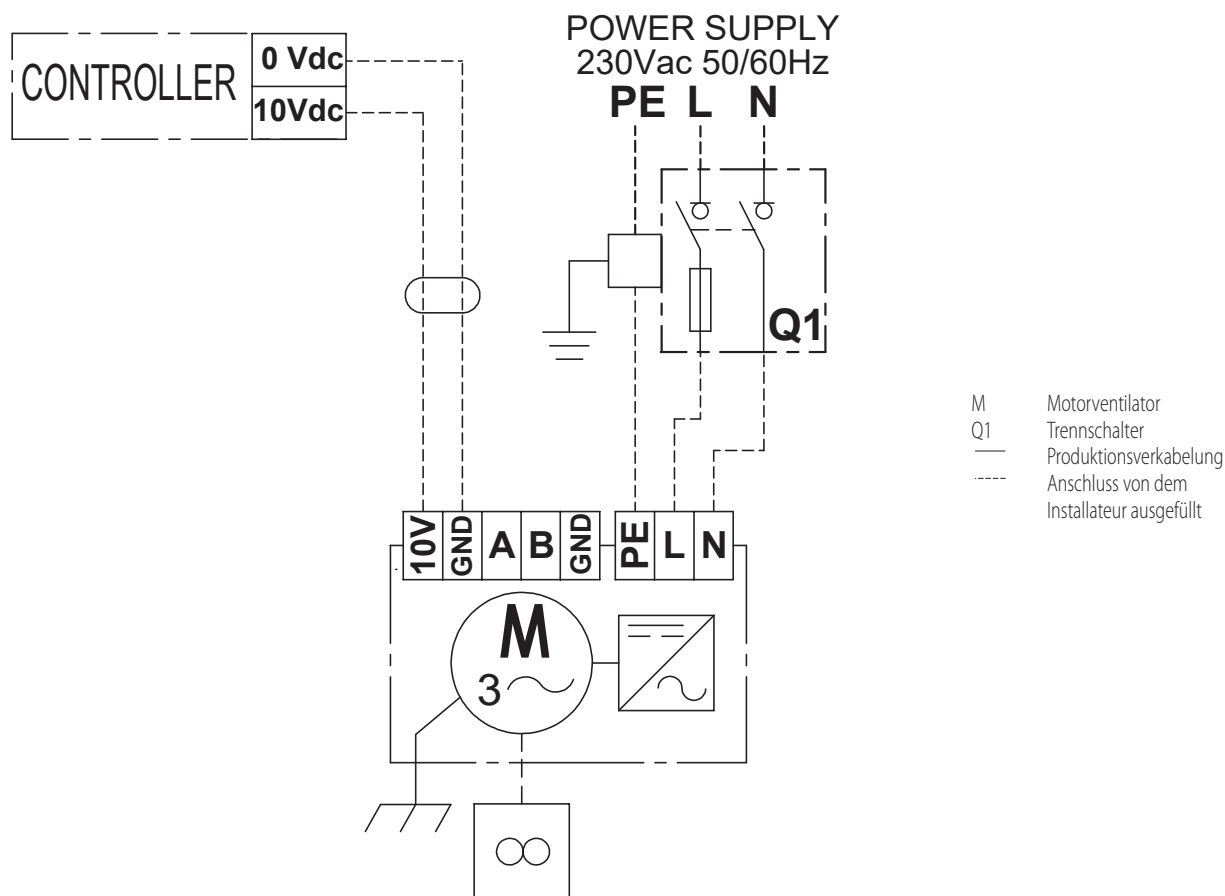 POWER SUPPLY
230Vac 50/60Hz
PE L N
CONTROLLER
0 Vdc
10Vdc
Q1
10V GND A B GND PE L N
M
3
M Motorventilator
Q1 Trennschalter
Produktionsverkabelung
Anschluss von dem
Installateur ausgefüllt